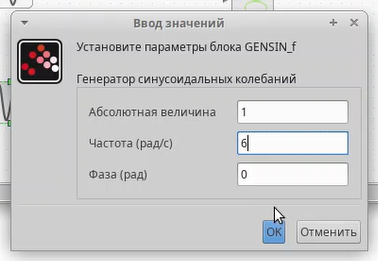 Ввод значений
Установите параметры блока GENSIN_f
Генератор синусоидальных колебаний
Абсолютная величина 1
Частота (рад/с) 6
Фаза (рад) 0
OK Отменить